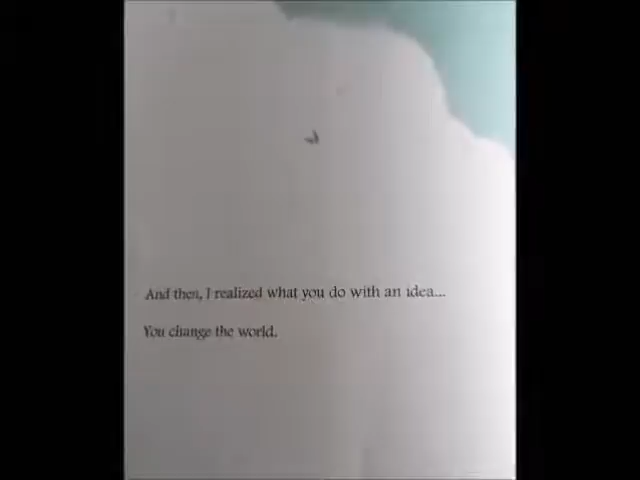 And then, I realized what you do with an idea...
You change the world.